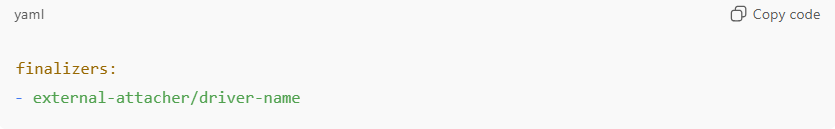 yaml
Copy code
finalizers:
- external-attacher/driver-name